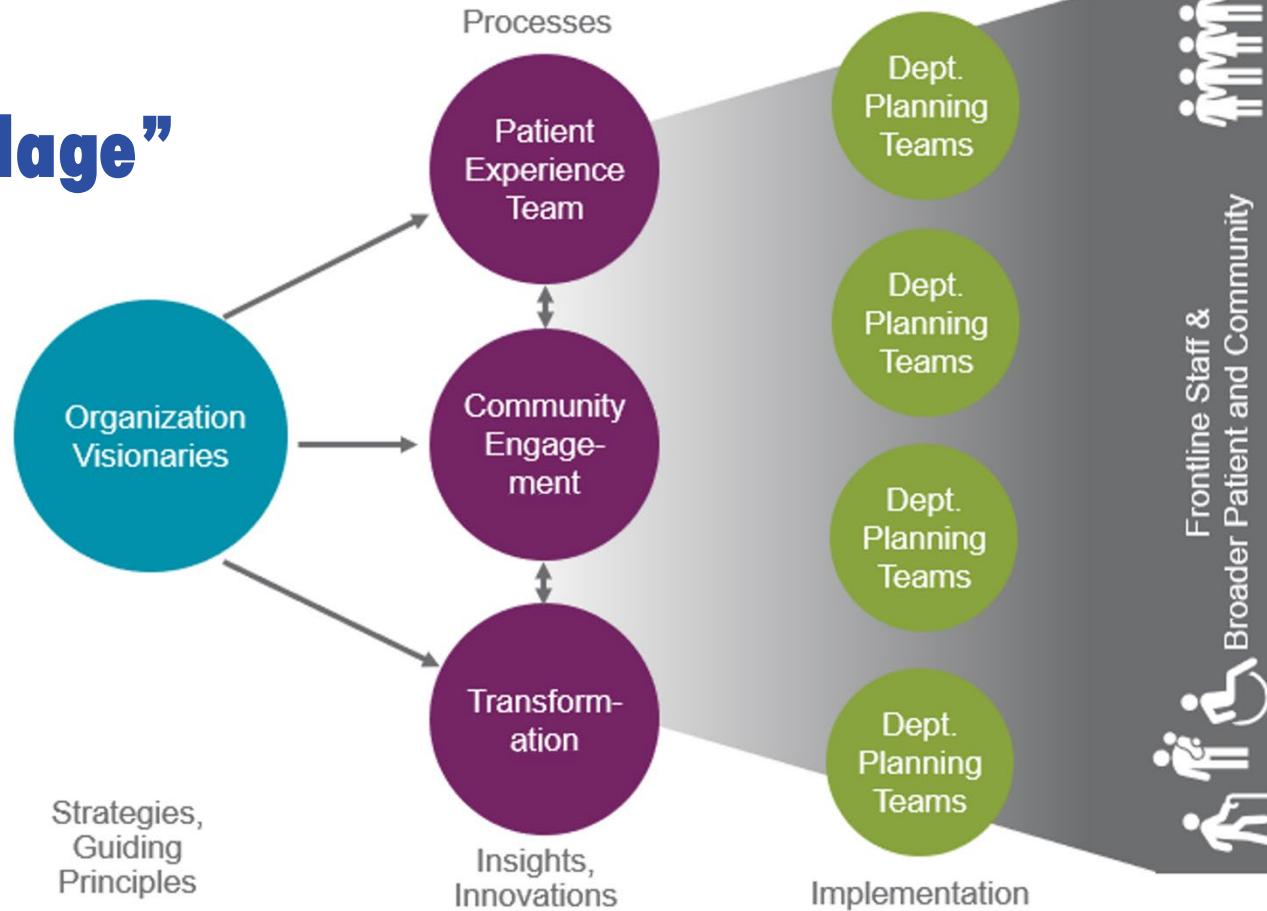 Processes
lage”
Patient
Experience
Team
Organization
Visionaries
Community
Engage-
ment
Transform-
ation
Strategies,
Guiding
Principles
Insights,
Innovations
Dept.
Planning
Teams
Dept.
Planning
Teams
Dept.
Planning
Teams
Dept.
Planning
Teams
Implementation
Frontline Staff &
Broader Patient and Community